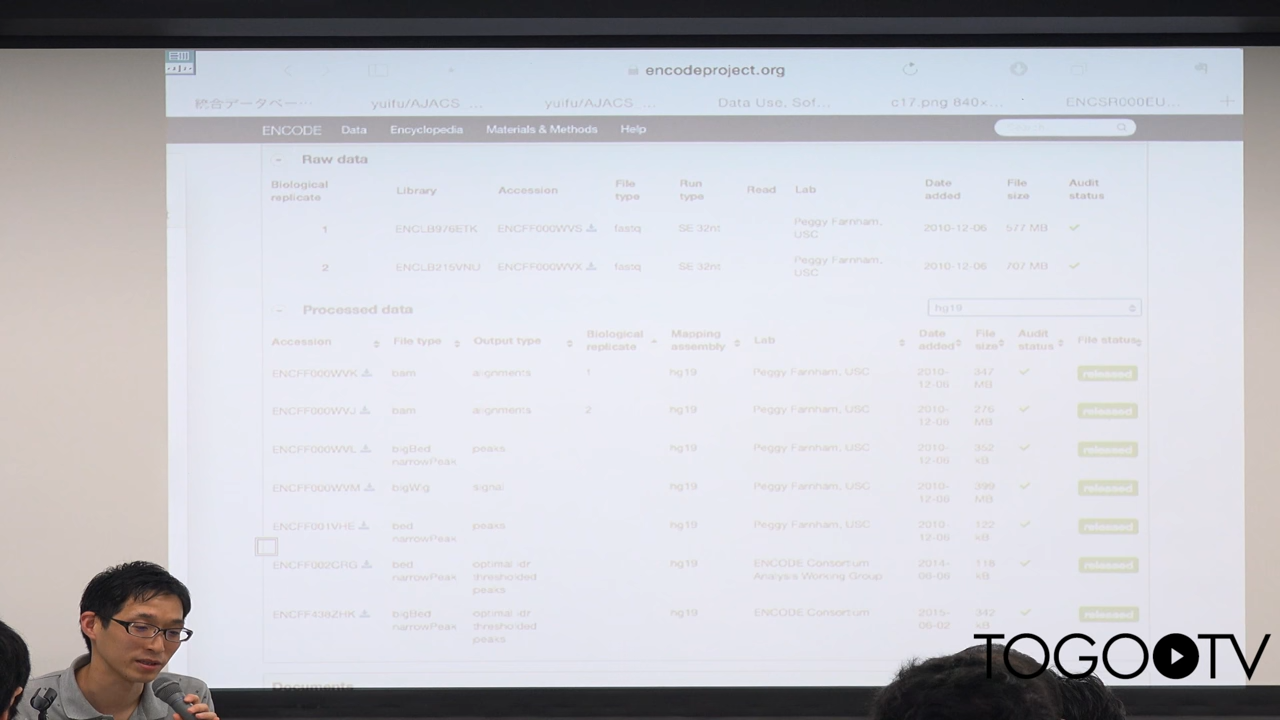 encodeproject.org
統合データベー… yuifu/AJACS_... yuifu/AJACS_... Data Use, Sof... c17.png 840×... ENCSR000EU...
ENCODE Data Encyclopedia Materials & Methods Help
Raw data
Biological replicate Library Accession File type Run type Read Lab Date added File size Audit status
1 ENCLB976ETK ENCFF000WVS fastq SE 32nt Peggy Farnham, USC 2010-12-06 577 MB
2 ENCLB215VNU ENCFF000WVX fastq SE 32nt Peggy Farnham, USC 2010-12-06 707 MB
Processed data hg19
Accession File type Output type Biological replicate Mapping assembly Lab Date added File size Audit status File status
ENCFF000WVK bam alignments 1 hg19 Peggy Farnham, USC 2010-12-06 347 MB released
ENCFF000WVJ bam alignments 2 hg19 Peggy Farnham, USC 2010-12-06 276 MB released
ENCFF000WVL bigBed narrowPeak peaks hg19 Peggy Farnham, USC 2010-12-06 352 kB released
ENCFF000WVM bigWig signal hg19 Peggy Farnham, USC 2010-12-06 MB released
ENCFF001VHE bed narrowPeak peaks hg19 Peggy Farnham, USC 2010-12-06 122 kB released
ENCFF002CRG bed narrowPeak optimal idr thresholded peaks hg19 ENCODE Consortium Analysis Working Group 2014- kB released
ENCFF436ZHK bigBed narrowPeak optimal idr thresholded peaks hg19 ENCODE Consortium 2015- 342 kB released
Documents
TOGOTV